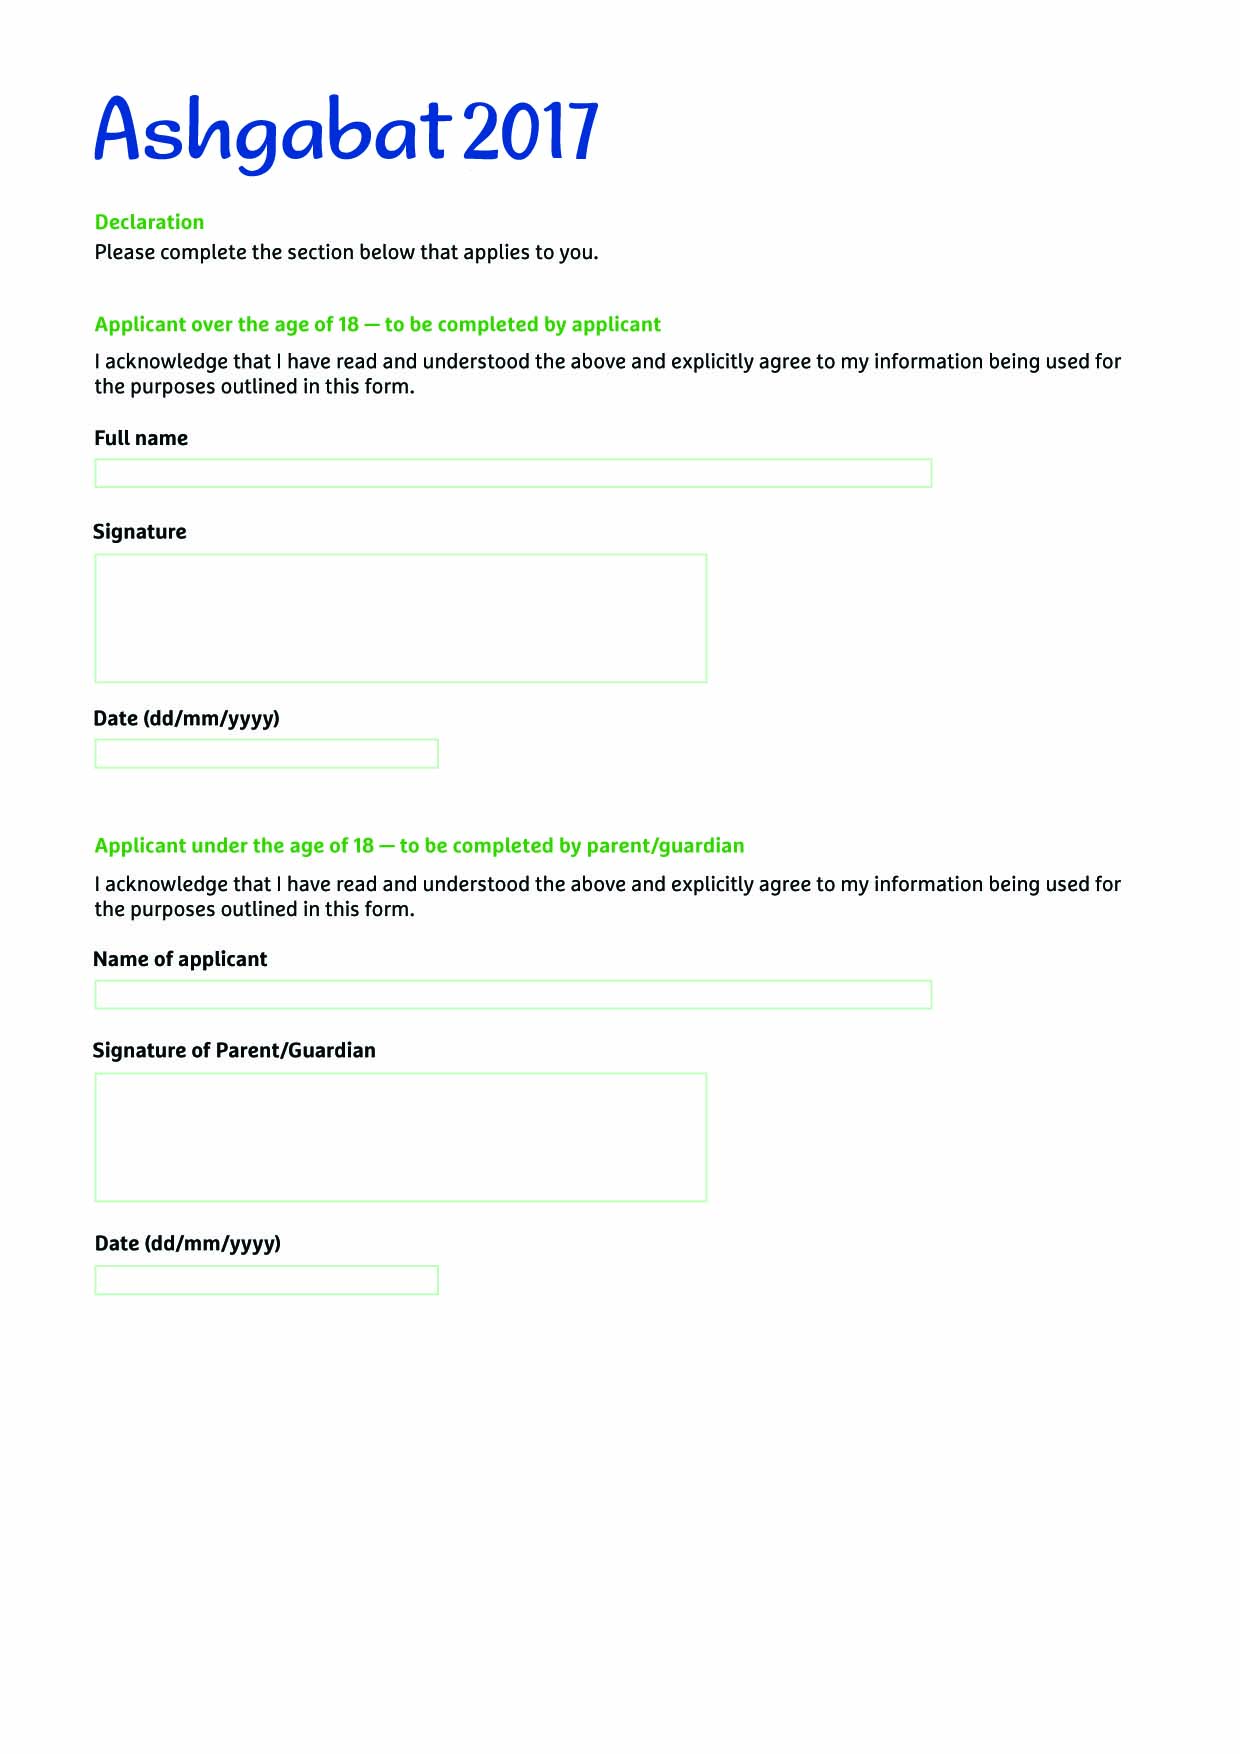 Ashgabat 2017
Declaration
Please complete the section below that applies to you.
Applicant over the age of 18 — to be completed by applicant
I acknowledge that I have read and understood the above and explicitly agree to my information being used for
the purposes outlined in this form.
Full name
Signature
Date (dd/mm/yyyy)
Applicant under the age of 18 — to be completed by parent/guardian
I acknowledge that I have read and understood the above and explicitly agree to my information being used for
the purposes outlined in this form.
Name of applicant
Signature of Parent/Guardian
Date (dd/mm/yyyy)